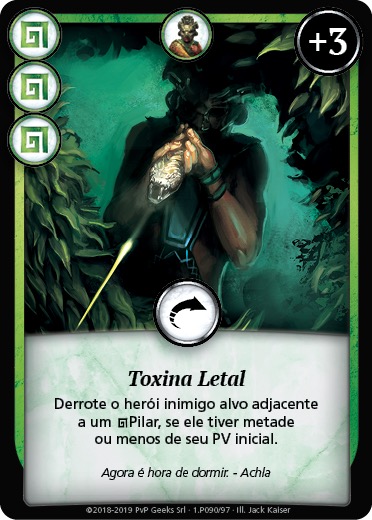 +3
Toxina Letal
Derrote o herói inimigo alvo adjacente
a um Pilar, se ele tiver metade
ou menos de seu PV inicial.
Agora é hora de dormir. - Achla
©2018-2019 PvP Geeks Srl · 1.P090/97 · Ill. Jack Kaiser